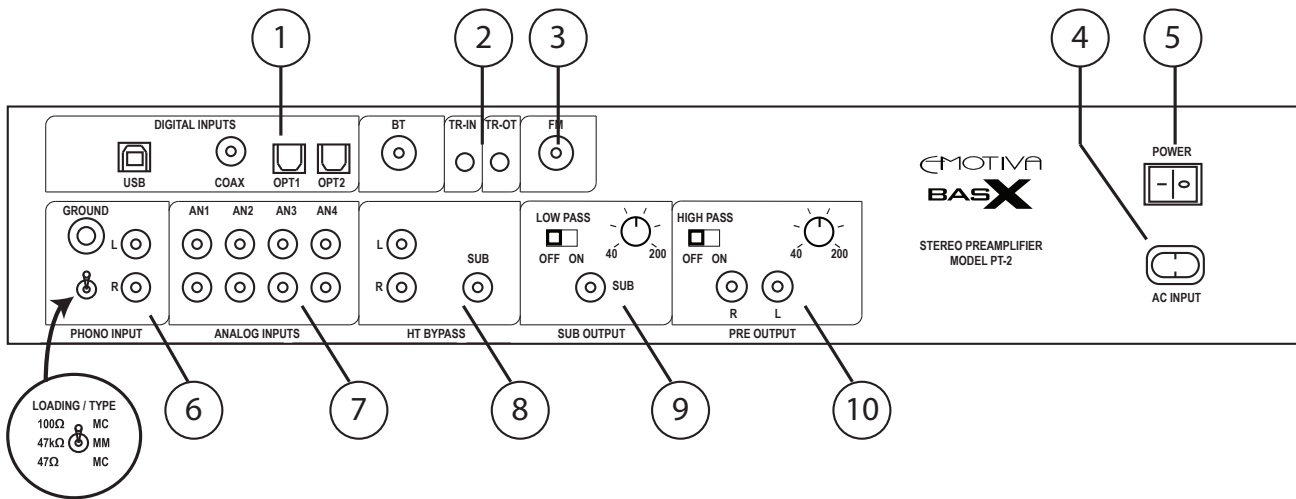 1
2
3
4
5
DIGITAL INPUTS
BT
TR-IN
TR-OT
FM
USB
COAX
OPT1
OPT2
EMOTIVA
BASX
POWER
GROUND
L
R
PHONO INPUT
AN1
AN2
AN3
AN4
ANALOG INPUTS
L
R
SUB
HT BYPASS
LOW PASS
OFF ON
40
200
SUB
SUB OUTPUT
HIGH PASS
OFF ON
40
200
R
L
PRE OUTPUT
STEREO PREAMPLIFIER
MODEL PT-2
AC INPUT
LOADING / TYPE
100Ω MC
47kΩ MM
47Ω MC
6
7
8
9
10